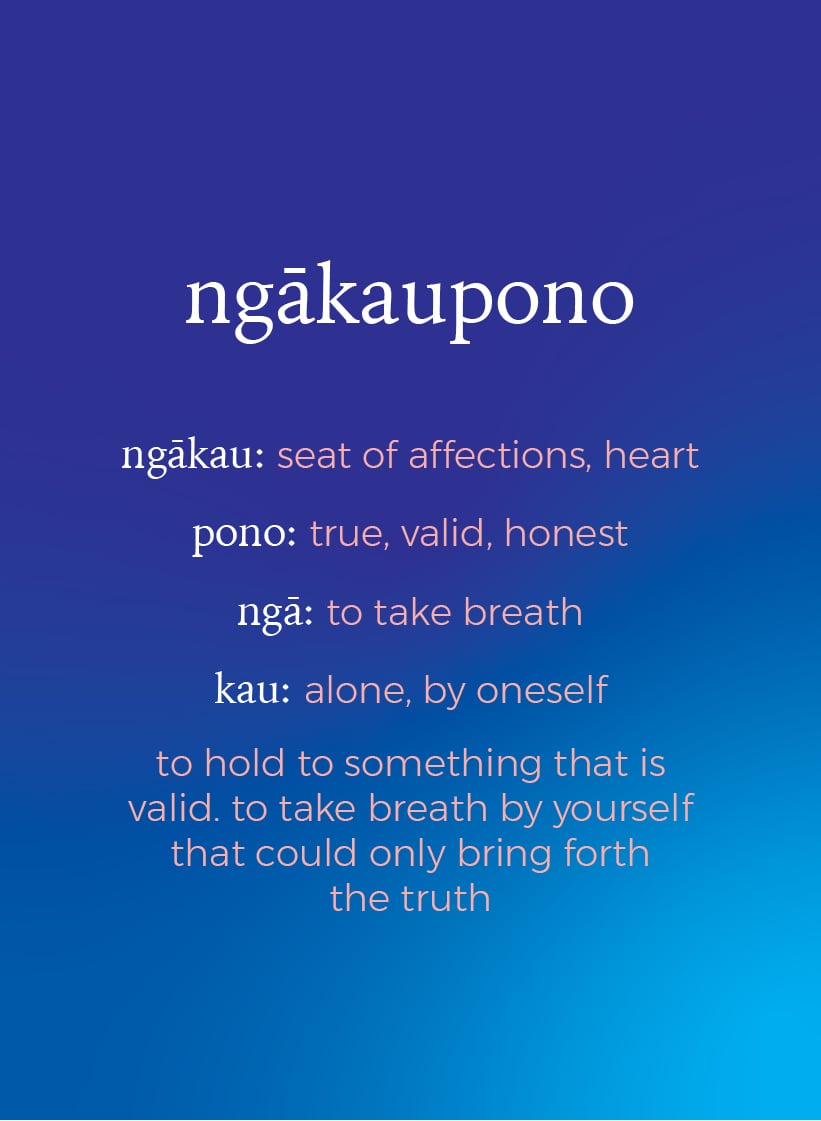 ngākaupono
ngākau: seat of affections, heart
pono: true, valid, honest
ngā: to take breath
kau: alone, by oneself
to hold to something that is
valid. to take breath by yourself
that could only bring forth
the truth